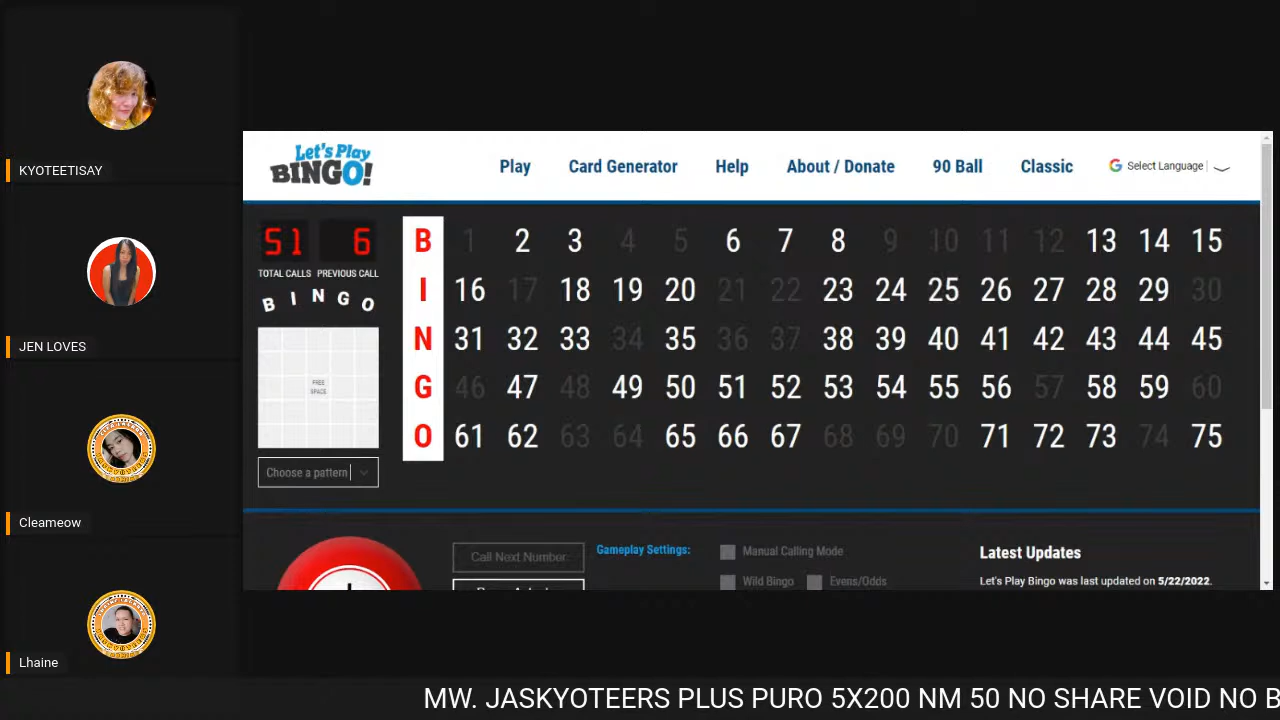 KYOTEETISAY
JEN LOVES
Cleameow
Lhaine
Let's Play
BINGO!
Play Card Generator Help About / Donate 90 Ball Classic Select Language
51 6
TOTAL CALLS PREVIOUS CALL
B I N G O
FREE
SPACE
Choose a pattern
B 1 2 3 4 5 6 7 8 9 10 11 12 13 14 15
I 16 17 18 19 20 21 22 23 24 25 26 27 28 29 30
N 31 32 33 34 35 36 37 38 39 40 41 42 43 44 45
G 46 47 48 49 50 51 52 53 54 55 56 57 58 59 60
O 61 62 63 64 65 66 67 68 69 70 71 72 73 74 75
Call Next Number
Gameplay Settings:
Manual Calling Mode
Wild Bingo Evens/Odds
Latest Updates
Let's Play Bingo was last updated on 5/22/2022.
MW. JASKYOTEERS PLUS PURO 5X200 NM 50 NO SHARE VOID NO B